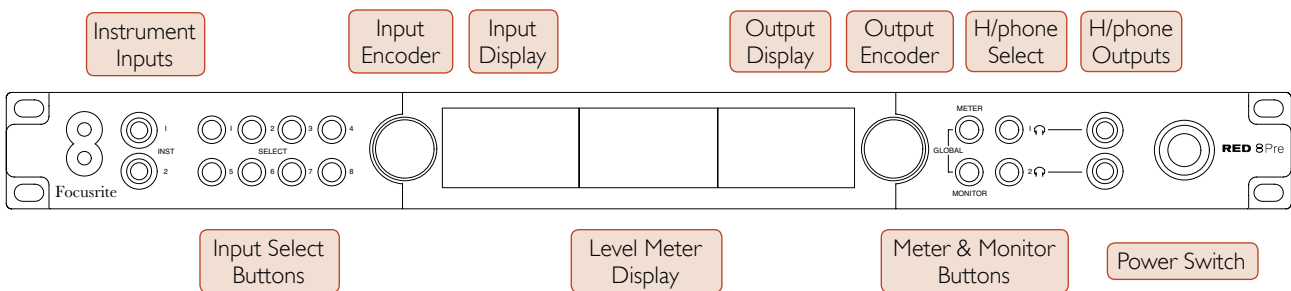 Instrument
Inputs
Input
Encoder
Input
Display
Output
Display
Output
Encoder
H/phone
Select
H/phone
Outputs
1
INST
2
1
2
3
4
SELECT
5
6
7
8
Focusrite
METER
GLOBAL
MONITOR
1
2
RED 8Pre
Input Select
Buttons
Level Meter
Display
Meter & Monitor
Buttons
Power Switch